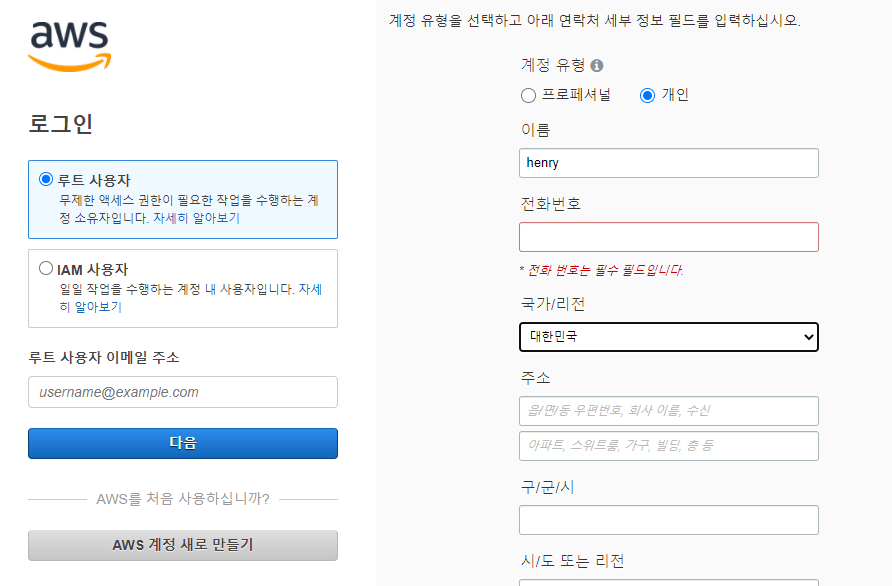 aws
로그인
루트 사용자
무제한 액세스 권한이 필요한 작업을 수행하는 계
정 소유자입니다. 자세히 알아보기
IAM 사용자
일일 작업을 수행하는 계정 내 사용자입니다. 자세
히 알아보기
루트 사용자 이메일 주소
username@example.com
다음
AWS를 처음 사용하십니까?
AWS 계정 새로 만들기
계정 유형을 선택하고 아래 연락처 세부 정보 필드를 입력하십시오.
계정 유형
프로페셔널 개인
이름
henry
전화번호
* 전화 번호는 필수 필드입니다.
국가/리전
대한민국
주소
읍/면/동 우편번호, 회사 이름, 수신
아파트, 스위트룸, 가구, 빌딩, 층 등
구/군/시
시/도 또는 리전